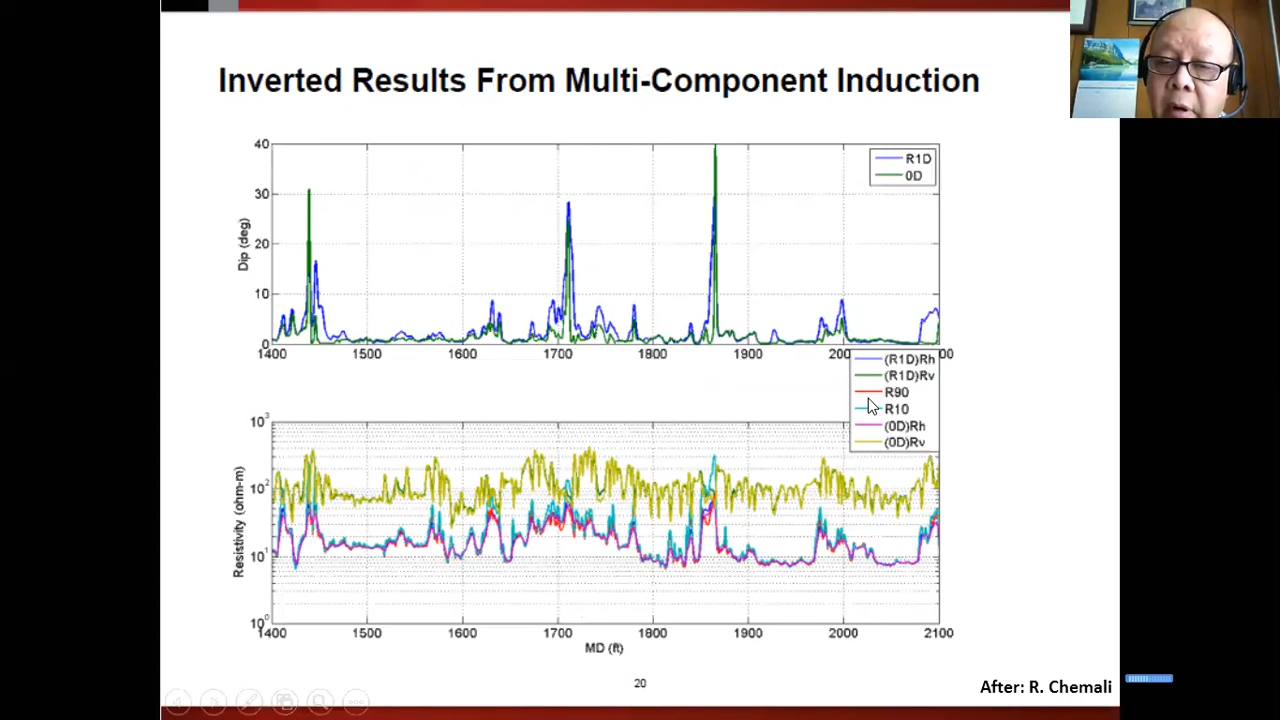 Inverted Results From Multi-Component Induction
40
30
20
10
0
Dip (deg)
R1D
0D
1400 1500 1600 1700 1800 1900 200 00
(R1D)Rh
(R1D)Rv
R90
R10
(0D)Rh
(0D)Rv
10³
10²
10¹
10⁰
Resistivity (ohm-m)
1400 1500 1600 1700 1800 1900 2000 2100
MD (ft)
20
After: R. Chemali